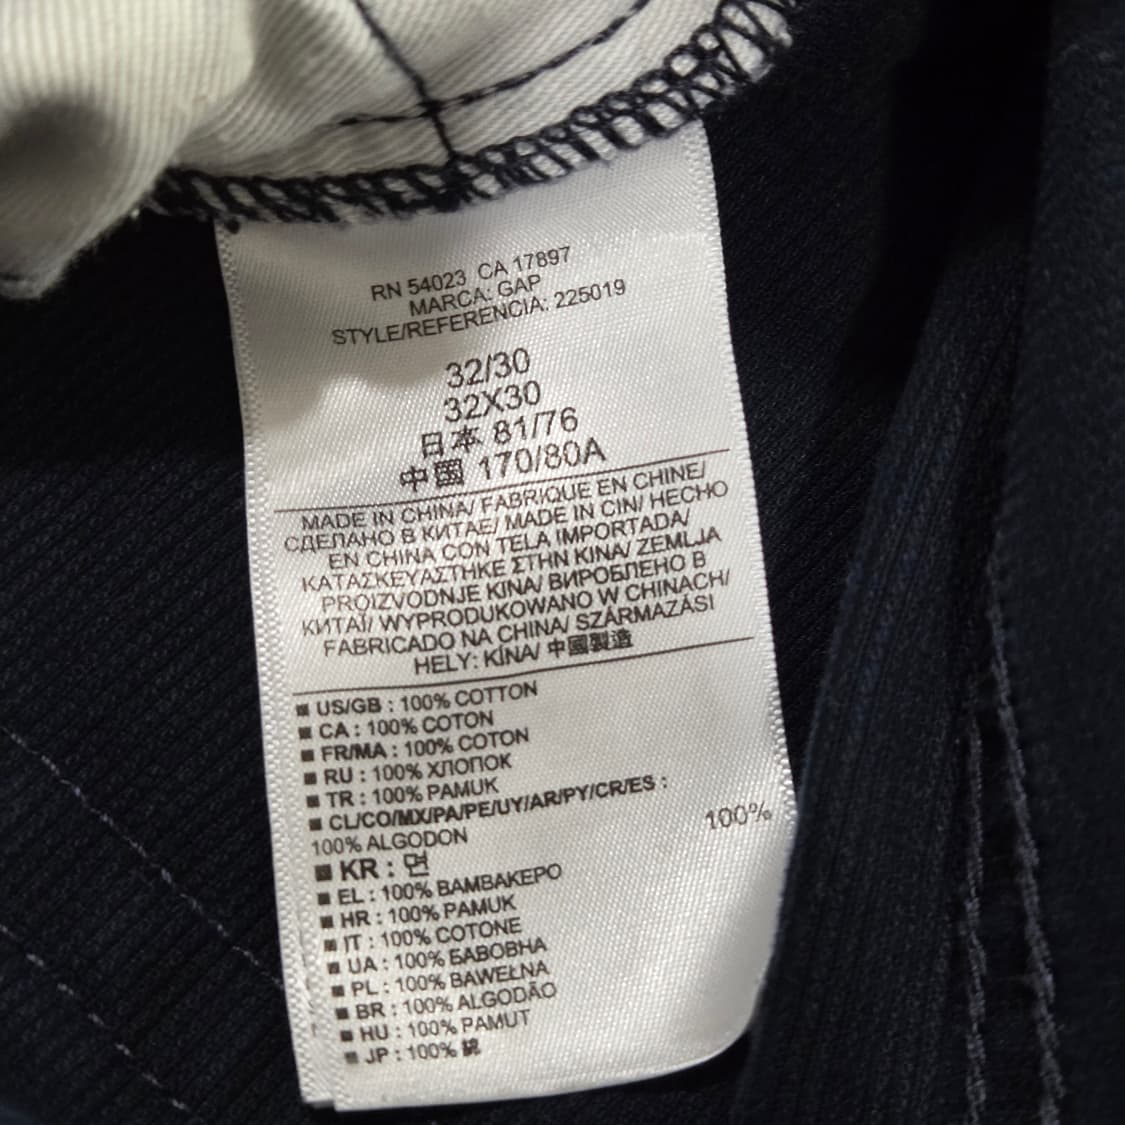 RN 54023 CA 17897
MARCA: GAP
STYLE/REFERENCIA: 225019
32/30
32X30
日本 81/76
中国 170/80A
MADE IN CHINA/ FABRIQUE EN CHINE/
СДЕЛАНО В КИТАЕ/ MADE IN CIN/ HECHO
EN CHINA CON TELA IMPORTADA/
ΚΑΤΑΣΚΕΥΑΣΤΗΚΕ ΣΤΗΝ ΚΙΝΑ/ ZEMLJA
PROIZVODNJE KINA/ ВИРОБЛЕНО В
КИТАЇ/ WYPRODUKOWANO W CHINACH/
FABRICADO NA CHINA/ SZÁRMAZÁSI
HELY: KÍNA/ 中國製造
US/GB : 100% COTTON
CA : 100% COTON
FR/MA : 100% COTON
RU : 100% ХЛОПОК
TR : 100% PAMUK
CL/CO/MX/PA/PE/UY/AR/PY/CR/ES :
100% ALGODON
KR : 면 100%
EL : 100% ΒΑΜΒΑΚΕΡΟ
HR : 100% PAMUK
IT : 100% COTONE
UA : 100% БАВОВНА
PL : 100% BAWEŁNA
BR : 100% ALGODÃO
HU : 100% PAMUT
JP : 100% 綿